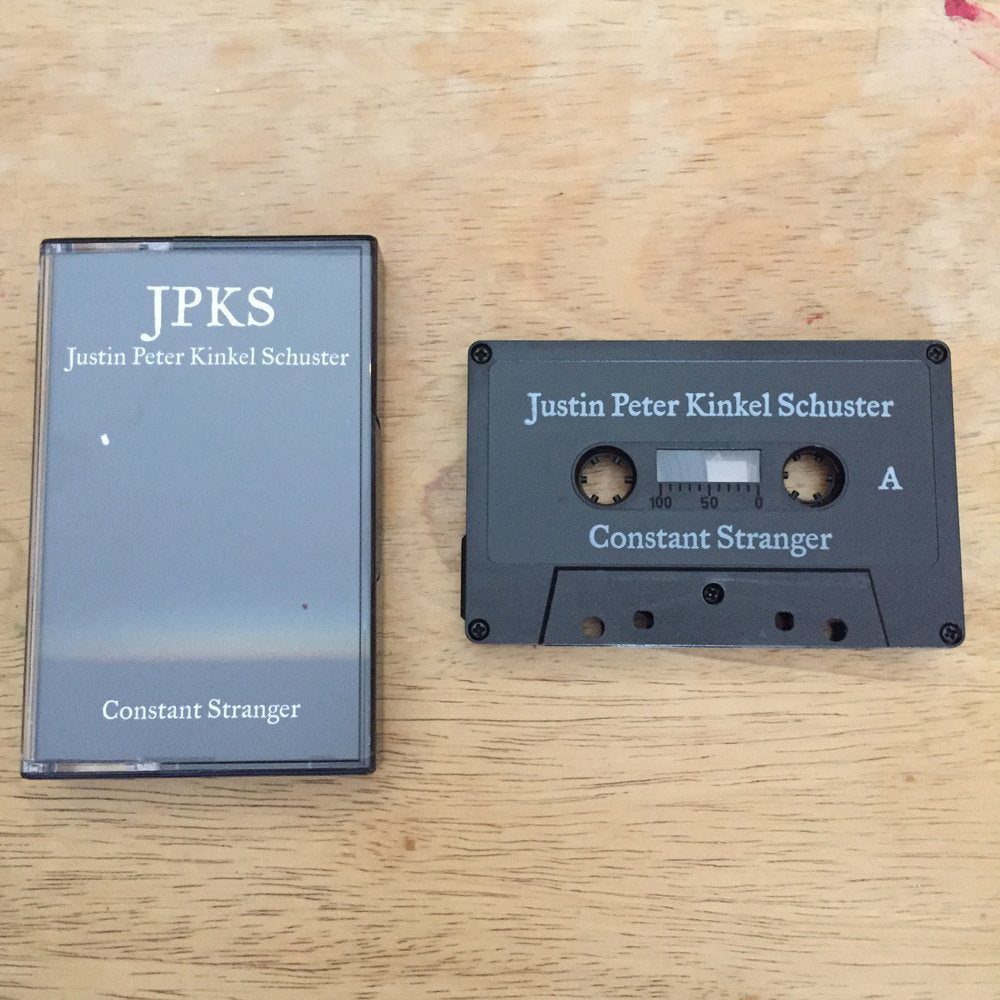 JPKS
Justin Peter Kinkel Schuster
Constant Stranger
Justin Peter Kinkel Schuster
A
100 50 0
Constant Stranger